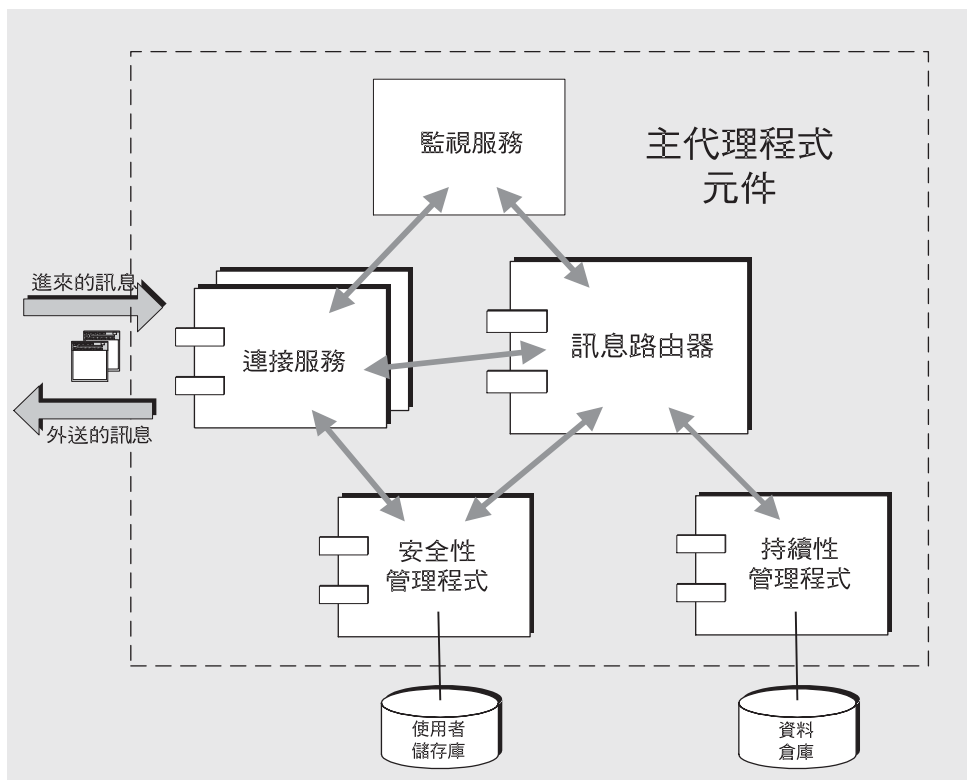 監視服務
主代理程式
元件
進來的訊息
連接服務
訊息路由器
外送的訊息
安全性
管理程式
持續性
管理程式
使用者
儲存庫
資料
倉庫